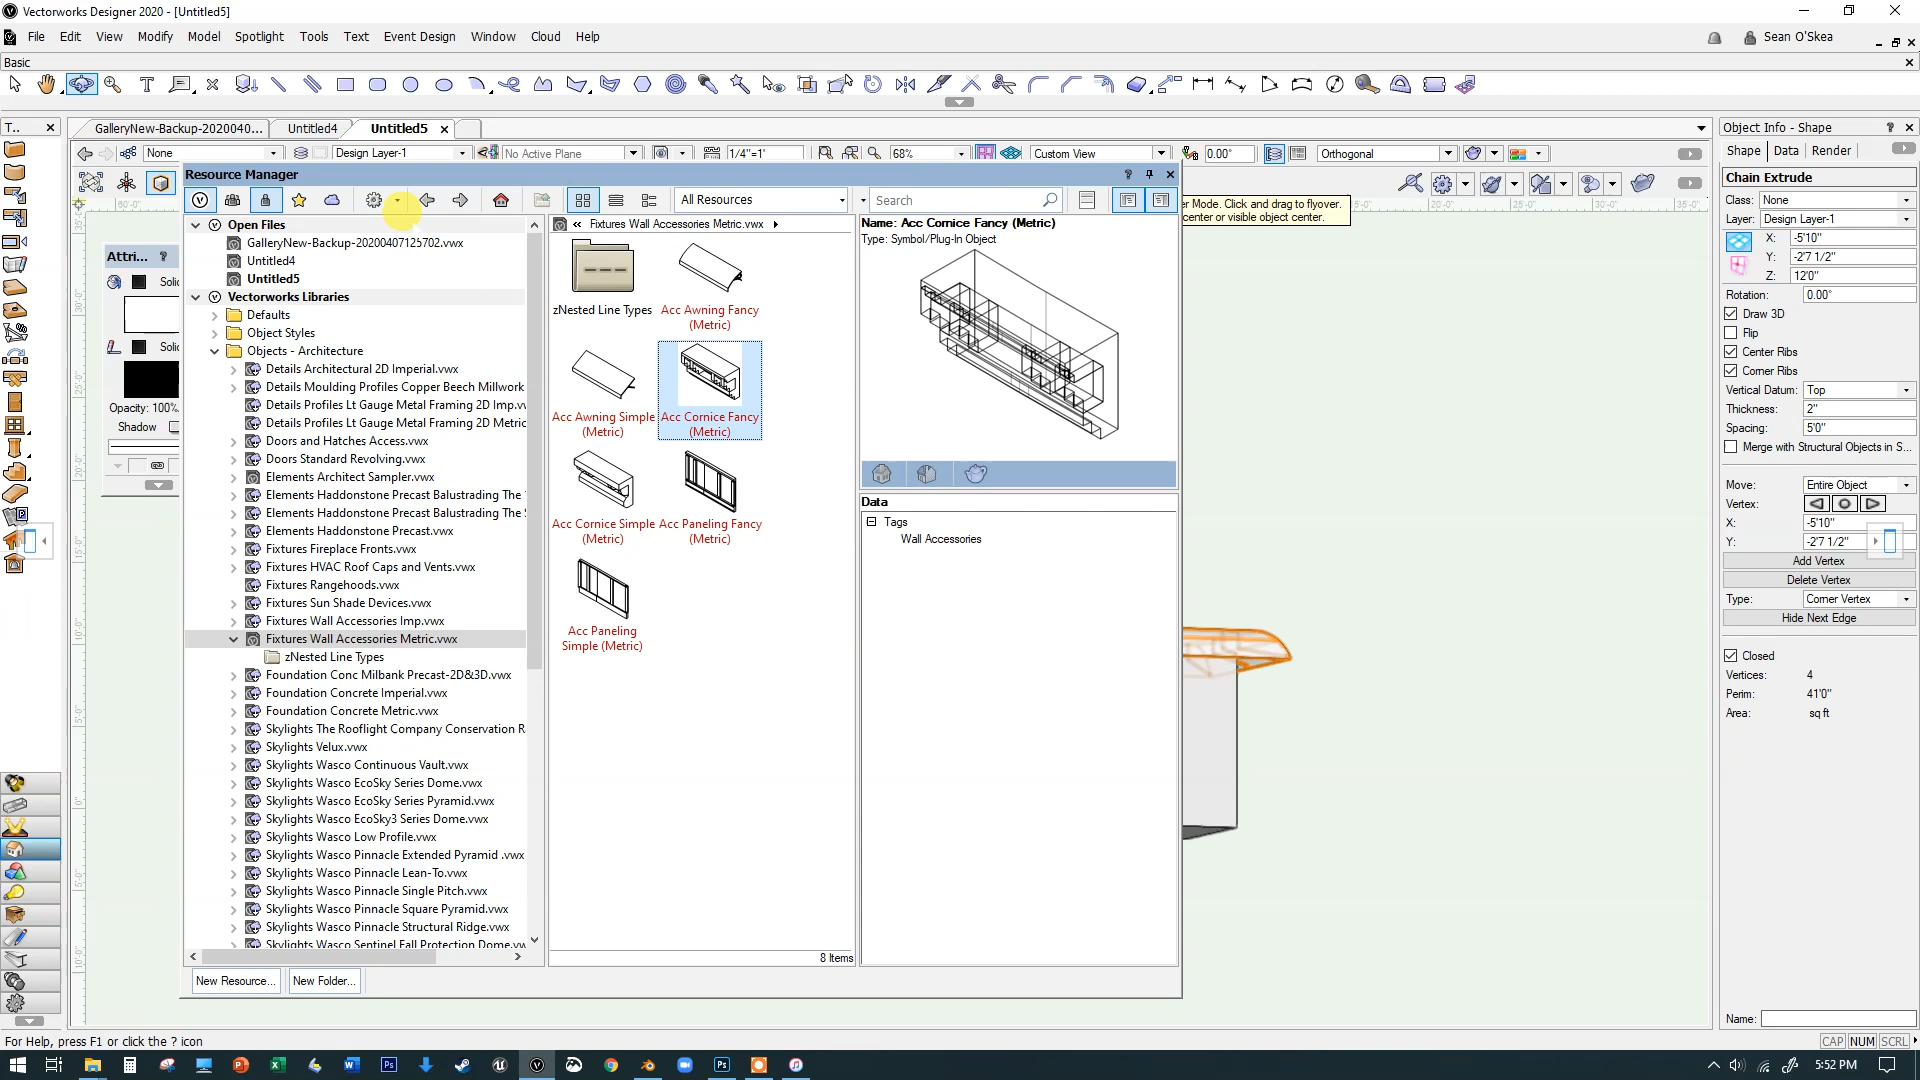 Vectorworks Designer 2020 - [Untitled5]
File Edit View Modify Model Spotlight Tools Text Event Design Window Cloud Help
Sean O'Skea
Basic
T...
GalleryNew-Backup-2020040...
Untitled4
Untitled5
None
Design Layer-1
No Active Plane
1/4"=1'
68%
Custom View
0.00°
Orthogonal
Resource Manager
All Resources
Search
er Mode. Click and drag to flyover.
center or visible object center.
Attri...
Solid
Solid
Opacity: 100%
Shadow
Open Files
GalleryNew-Backup-20200407125702.vwx
Untitled4
Untitled5
Vectorworks Libraries
Defaults
Object Styles
Objects - Architecture
Details Architectural 2D Imperial.vwx
Details Moulding Profiles Copper Beech Millwork
Details Profiles Lt Gauge Metal Framing 2D Imp.vw
Details Profiles Lt Gauge Metal Framing 2D Metric
Doors and Hatches Access.vwx
Doors Standard Revolving.vwx
Elements Architect Sampler.vwx
Elements Haddonstone Precast Balustrading The
Elements Haddonstone Precast Balustrading The S
Elements Haddonstone Precast.vwx
Fixtures Fireplace Fronts.vwx
Fixtures HVAC Roof Caps and Vents.vwx
Fixtures Rangehoods.vwx
Fixtures Sun Shade Devices.vwx
Fixtures Wall Accessories Imp.vwx
Fixtures Wall Accessories Metric.vwx
zNested Line Types
Foundation Conc Milbank Precast-2D&3D.vwx
Foundation Concrete Imperial.vwx
Foundation Concrete Metric.vwx
Skylights The Rooflight Company Conservation R
Skylights Velux.vwx
Skylights Wasco Continuous Vault.vwx
Skylights Wasco EcoSky Series Dome.vwx
Skylights Wasco EcoSky Series Pyramid.vwx
Skylights Wasco EcoSky3 Series Dome.vwx
Skylights Wasco Low Profile.vwx
Skylights Wasco Pinnacle Extended Pyramid .vwx
Skylights Wasco Pinnacle Lean-To.vwx
Skylights Wasco Pinnacle Single Pitch.vwx
Skylights Wasco Pinnacle Square Pyramid.vwx
Skylights Wasco Pinnacle Structural Ridge.vwx
Skylights Wasco Sentinel Fall Protection Dome.vw
New Resource...
New Folder...
« Fixtures Wall Accessories Metric.vwx
zNested Line Types
Acc Awning Fancy
(Metric)
Acc Awning Simple
(Metric)
Acc Cornice Fancy
(Metric)
Acc Cornice Simple
(Metric)
Acc Paneling Fancy
(Metric)
Acc Paneling
Simple (Metric)
8 Items
Name: Acc Cornice Fancy (Metric)
Type: Symbol/Plug-In Object
Data
Tags
Wall Accessories
Object Info - Shape
Shape Data Render
Chain Extrude
Class: None
Layer: Design Layer-1
X: -5'10"
Y: -2'7 1/2"
Z: 12'0"
Rotation: 0.00°
Draw 3D
Flip
Center Ribs
Corner Ribs
Vertical Datum: Top
Thickness: 2"
Spacing: 5'0"
Merge with Structural Objects in S...
Move: Entire Object
Vertex:
X: -5'10"
Y: -2'7 1/2"
Add Vertex
Delete Vertex
Type: Corner Vertex
Hide Next Edge
Closed
Vertices: 4
Perim: 41'0"
Area: sq ft
Name:
For Help, press F1 or click the ? icon
CAP NUM SCRL
5:52 PM